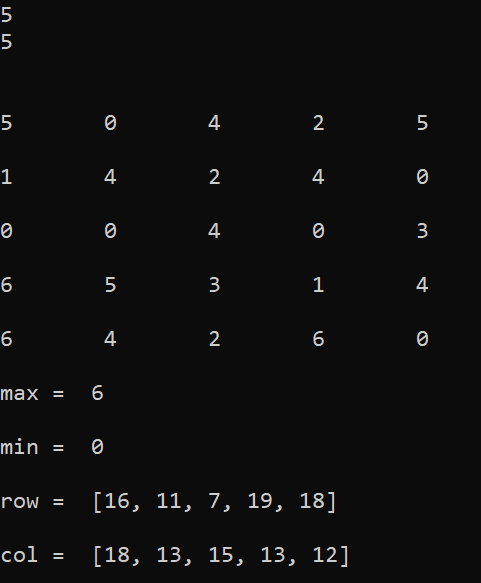 5
5
5 0 4 2 5
1 4 2 4 0
0 0 4 0 3
6 5 3 1 4
6 4 2 6 0
max = 6
min = 0
row = [16, 11, 7, 19, 18]
col = [18, 13, 15, 13, 12]